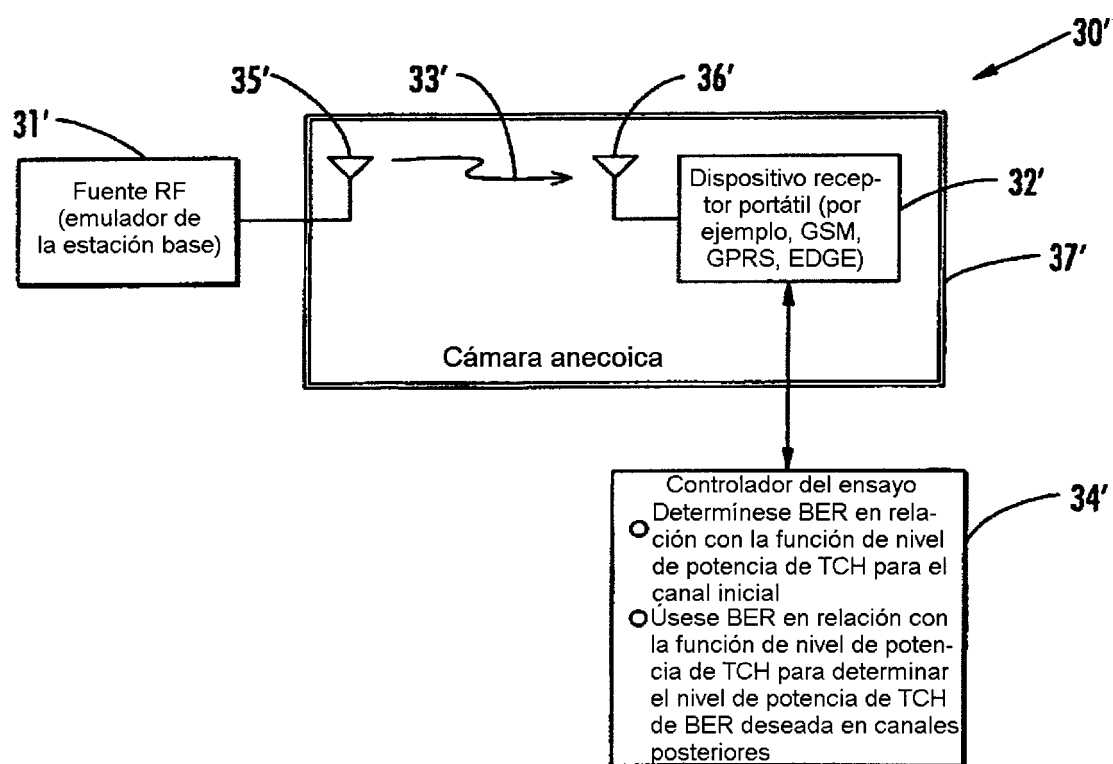 30'
35'
33'
36'
31'
Fuente RF
(emulador de
la estación base)
Dispositivo recep-
tor portátil (por
ejemplo, GSM,
GPRS, EDGE)
32'
37'
Cámara anecoica
Controlador del ensayo
Determínese BER en rela-
ción con la función de nivel
de potencia de TCH para el
canal inicial
Úsese BER en relación con
la función de nivel de poten-
cia de TCH para determinar
el nivel de potencia de TCH
de BER deseada en canales
posteriores
34'